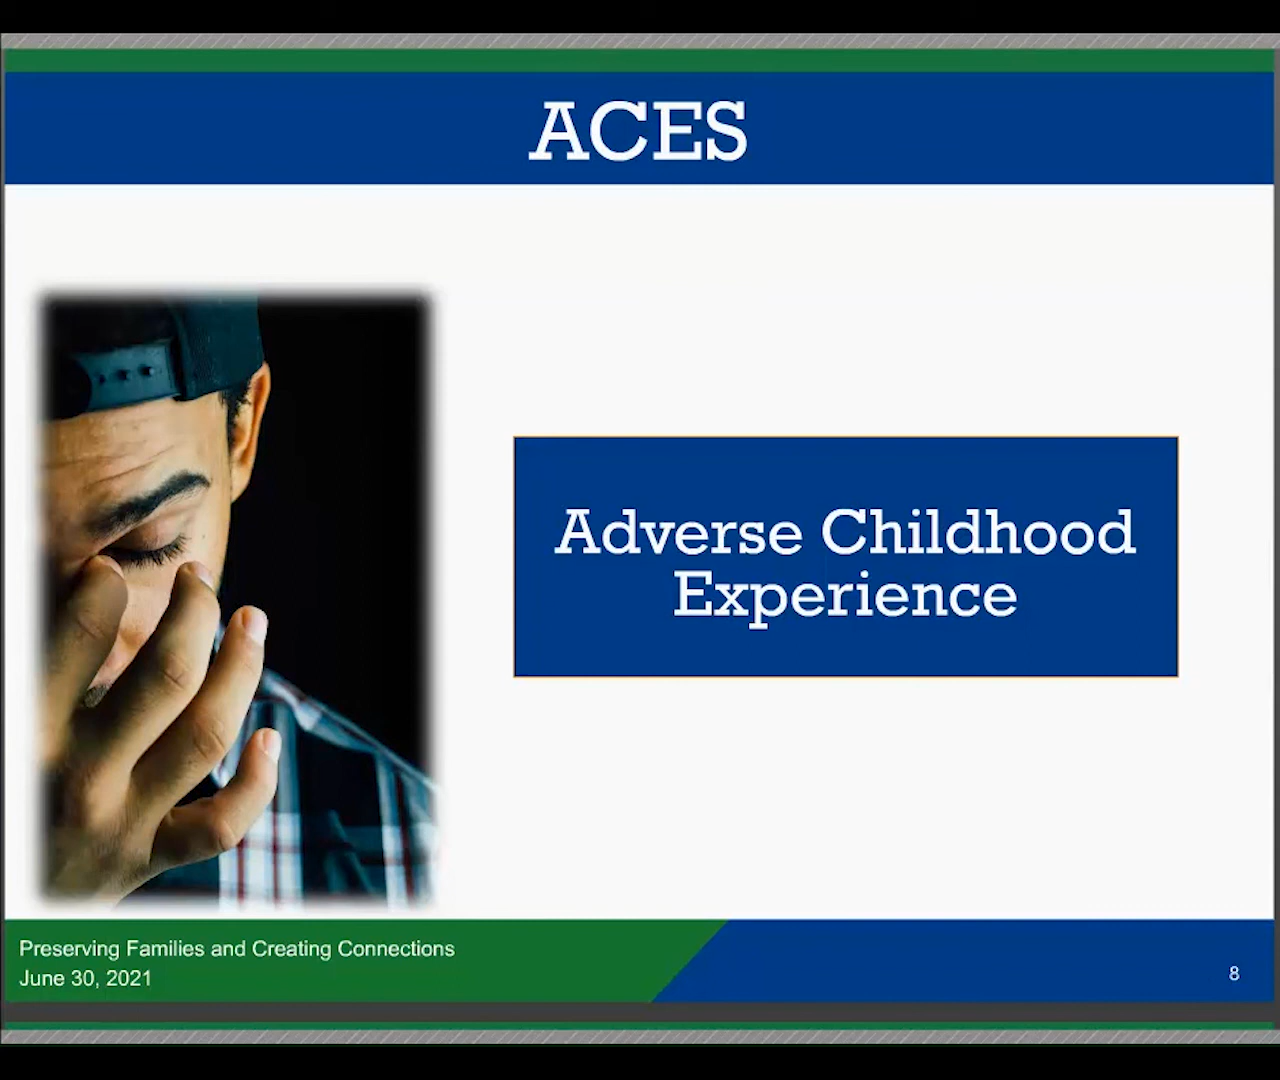 ACES
Adverse Childhood
Experience
Preserving Families and Creating Connections
June 30, 2021
8